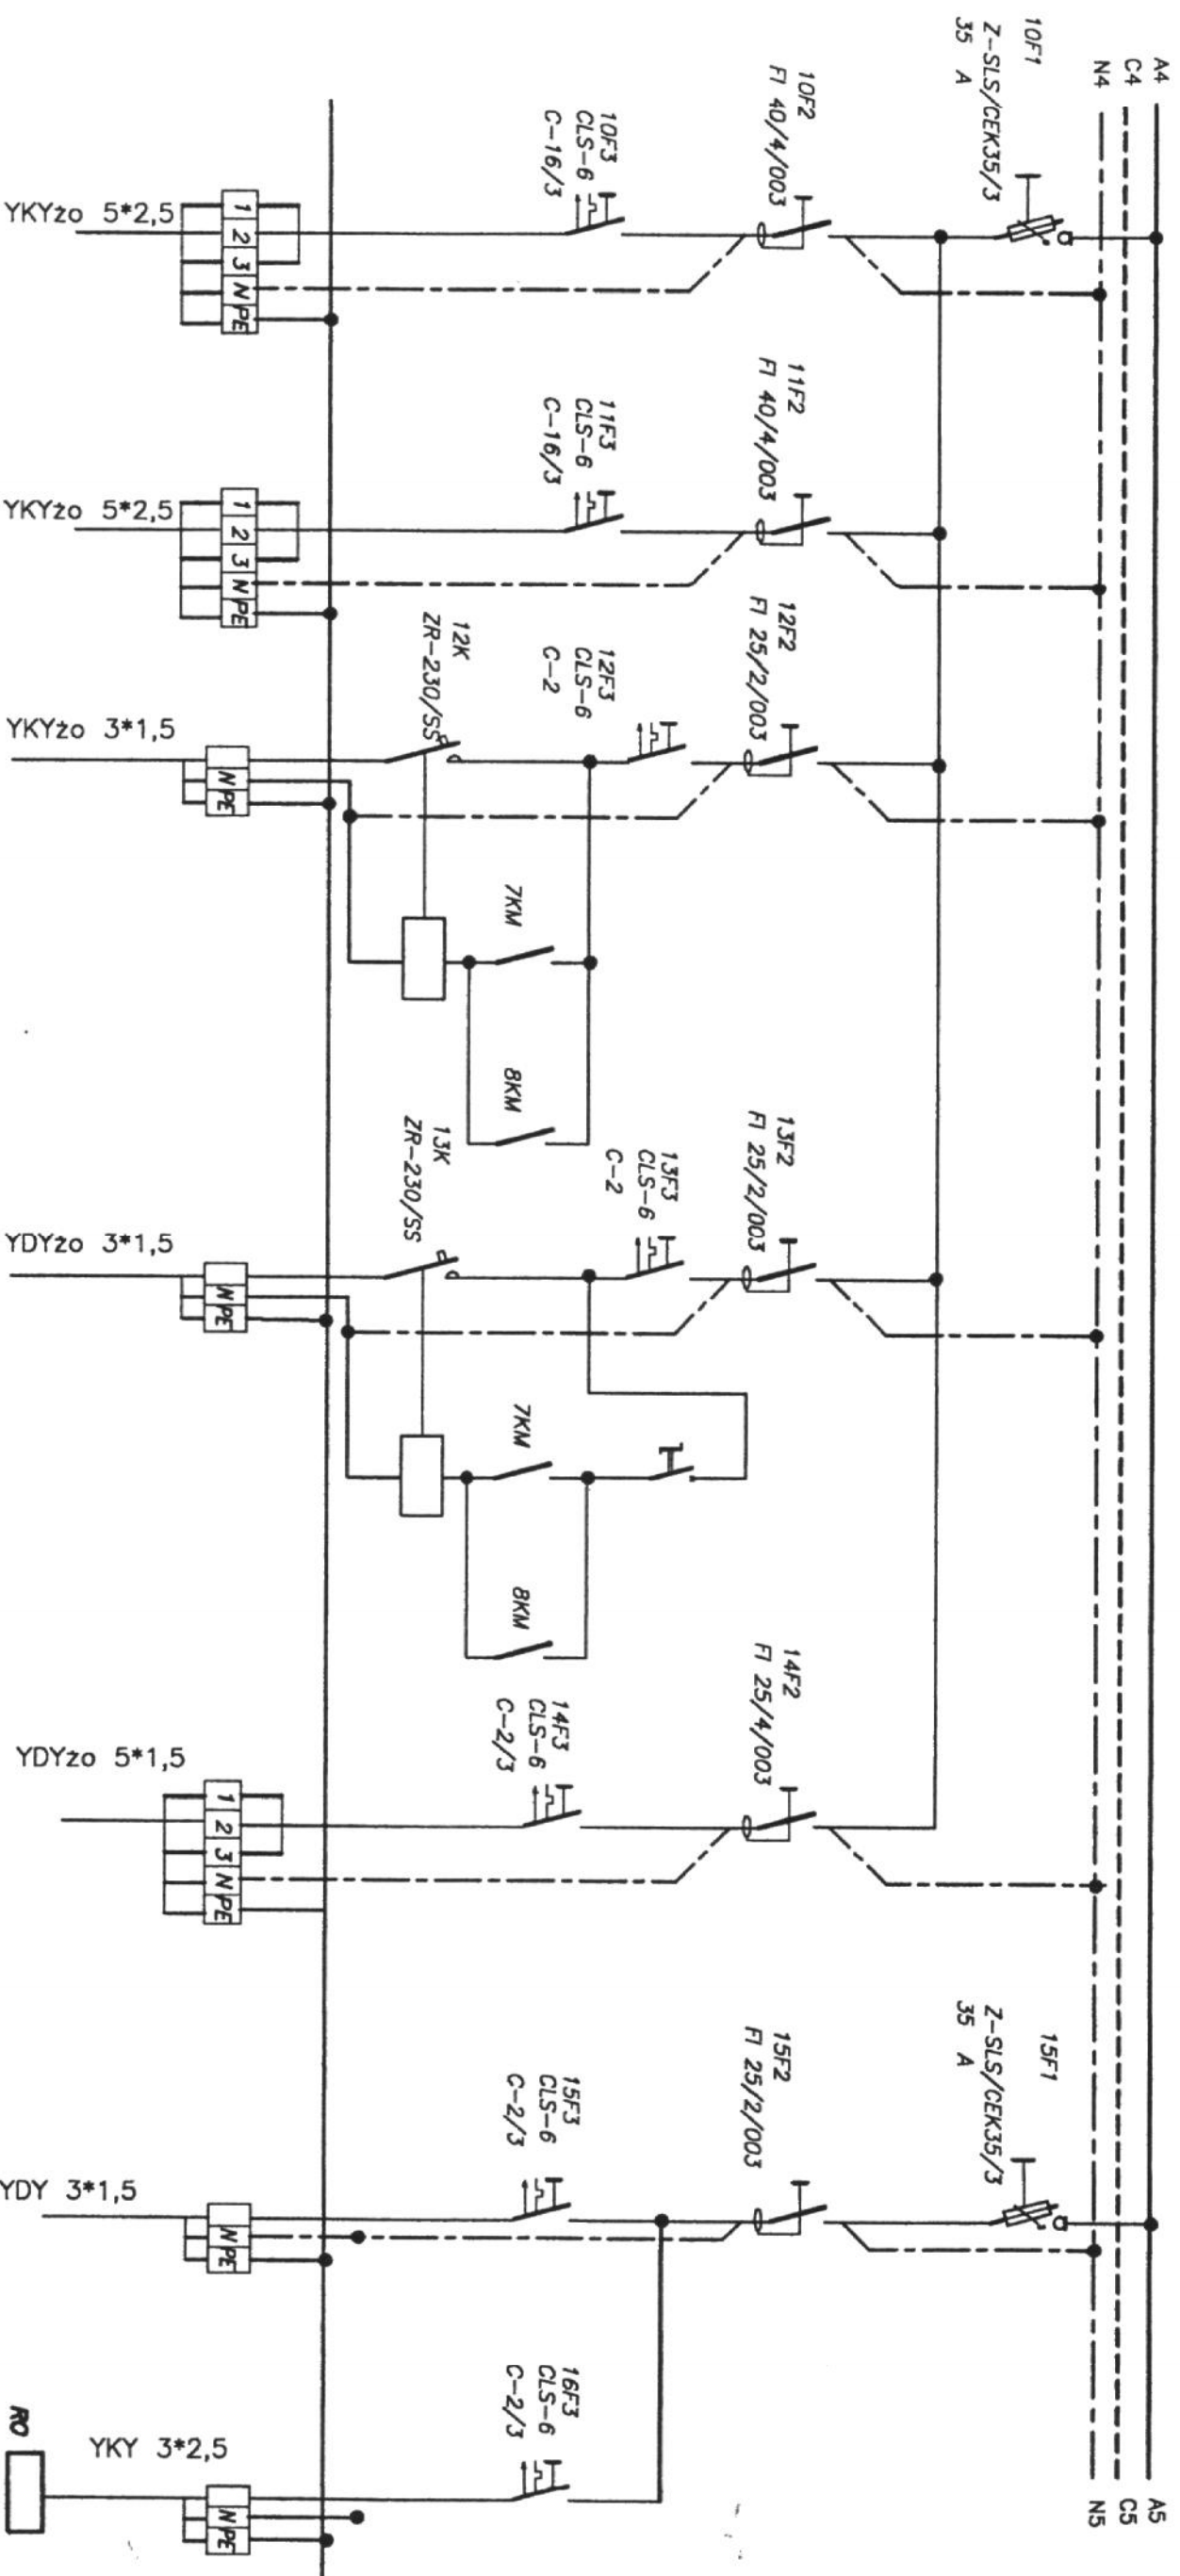 A4
C4
N4
10F1
Z-SLS/CEK35/3
35 A
10F2
FI 40/4/003
10F3
CLS-6
C-16/3
1 2 3 N PE
YKYżo 5*2,5
11F2
FI 40/4/003
11F3
CLS-6
C-16/3
1 2 3 N PE
YKYżo 5*2,5
12F2
FI 25/2/003
12F3
CLS-6
C-2
12K
ZR-230/SS
N PE
YKYżo 3*1,5
7KM
8KM
13F2
FI 25/2/003
13F3
CLS-6
C-2
13K
ZR-230/SS
N PE
YDYżo 3*1,5
7KM
8KM
14F2
FI 25/4/003
14F3
CLS-6
C-2/3
1 2 3 N PE
YDYżo 5*1,5
15F1
Z-SLS/CEK35/3
35 A
15F2
FI 25/2/003
15F3
CLS-6
C-2/3
N PE
YDY 3*1,5
16F3
CLS-6
C-2/3
N PE
YKY 3*2,5
RO
A5
C5
N5